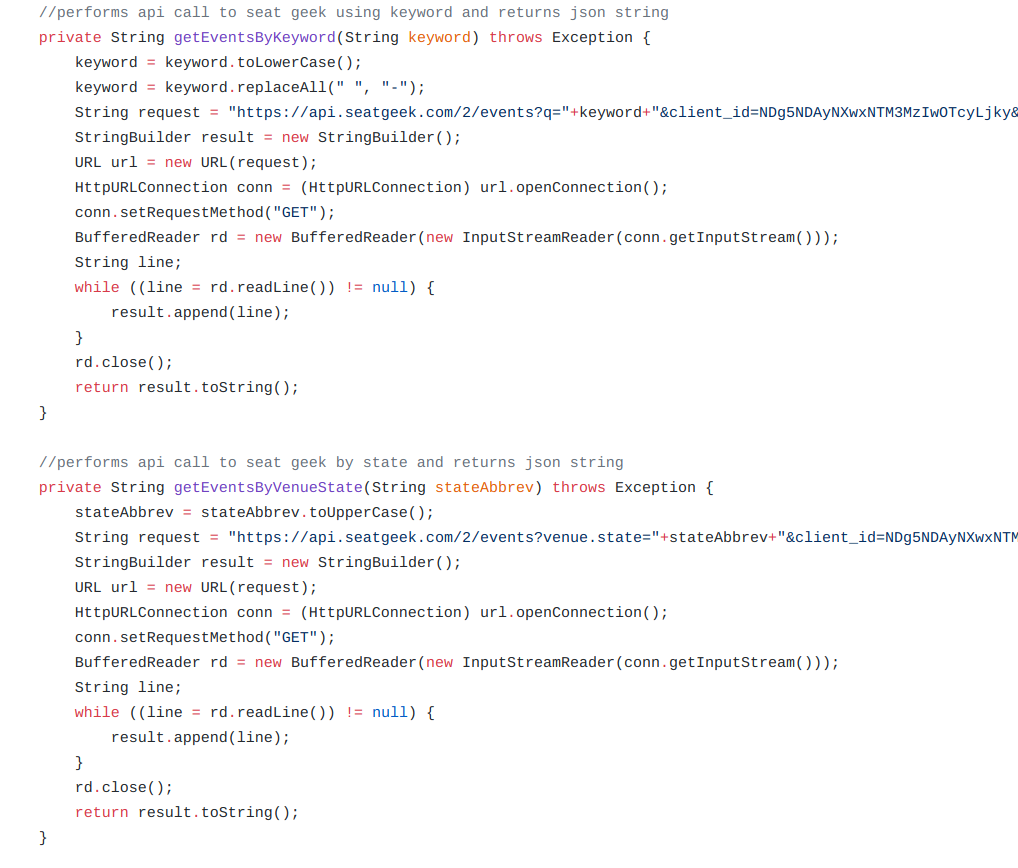 //performs api call to seat geek using keyword and returns json string
private String getEventsByKeyword(String keyword) throws Exception {
    keyword = keyword.toLowerCase();
    keyword = keyword.replaceAll(" ", "-");
    String request = "https://api.seatgeek.com/2/events?q="+keyword+"&client_id=NDg5NDAyNXwxNTM3MzIwOTcyLjky&
    StringBuilder result = new StringBuilder();
    URL url = new URL(request);
    HttpURLConnection conn = (HttpURLConnection) url.openConnection();
    conn.setRequestMethod("GET");
    BufferedReader rd = new BufferedReader(new InputStreamReader(conn.getInputStream()));
    String line;
    while ((line = rd.readLine()) != null) {
        result.append(line);
    }
    rd.close();
    return result.toString();
}

//performs api call to seat geek by state and returns json string
private String getEventsByVenueState(String stateAbbrev) throws Exception {
    stateAbbrev = stateAbbrev.toUpperCase();
    String request = "https://api.seatgeek.com/2/events?venue.state="+stateAbbrev+"&client_id=NDg5NDAyNXwxNTM
    StringBuilder result = new StringBuilder();
    URL url = new URL(request);
    HttpURLConnection conn = (HttpURLConnection) url.openConnection();
    conn.setRequestMethod("GET");
    BufferedReader rd = new BufferedReader(new InputStreamReader(conn.getInputStream()));
    String line;
    while ((line = rd.readLine()) != null) {
        result.append(line);
    }
    rd.close();
    return result.toString();
}